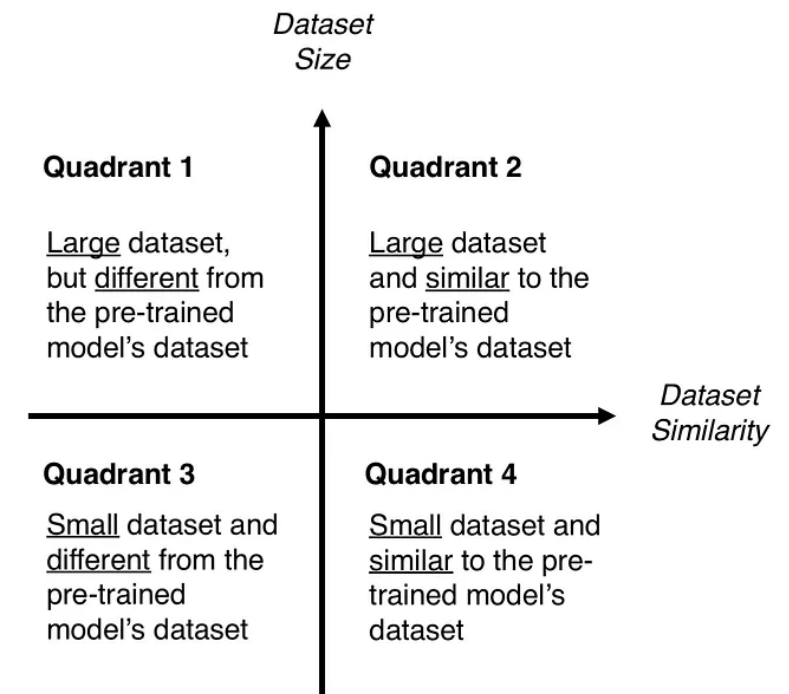 Dataset
Size
Quadrant 1
Large dataset,
but different from
the pre-trained
model’s dataset
Quadrant 2
Large dataset
and similar to the
pre-trained
model’s dataset
Dataset
Similarity
Quadrant 3
Small dataset and
different from the
pre-trained
model’s dataset
Quadrant 4
Small dataset and
similar to the pre-
trained model’s
dataset